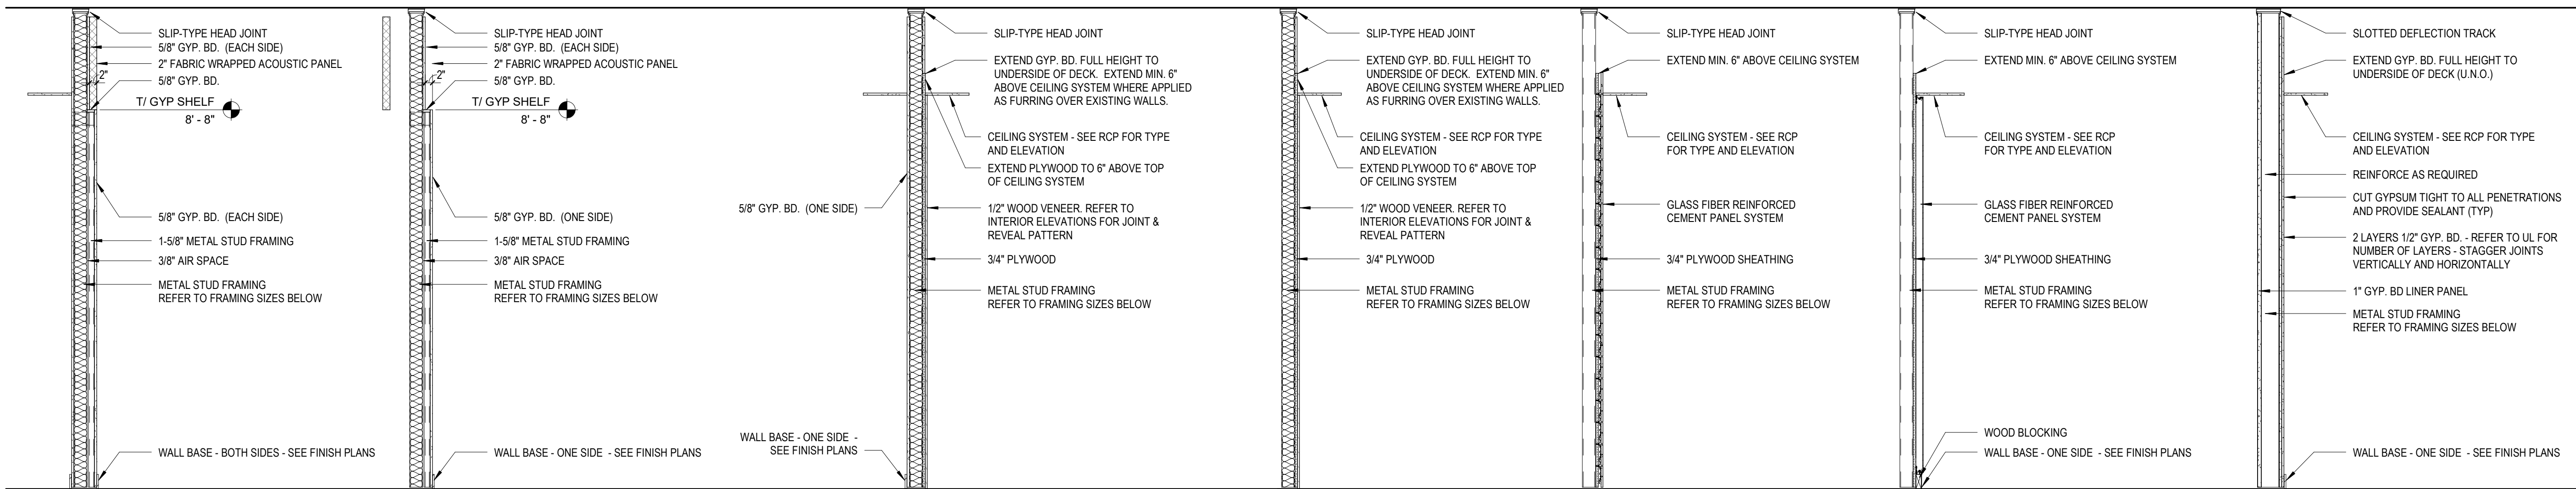 SLIP-TYPE HEAD JOINT
5/8" GYP. BD.  (EACH SIDE)
2" FABRIC WRAPPED ACOUSTIC PANEL
2"
5/8" GYP. BD.
T/ GYP SHELF
8' - 8"
5/8" GYP. BD.  (EACH SIDE)
1-5/8" METAL STUD FRAMING
3/8" AIR SPACE
METAL STUD FRAMING
REFER TO FRAMING SIZES BELOW
WALL BASE - BOTH SIDES - SEE FINISH PLANS
SLIP-TYPE HEAD JOINT
5/8" GYP. BD.  (EACH SIDE)
2" FABRIC WRAPPED ACOUSTIC PANEL
2"
5/8" GYP. BD.
T/ GYP SHELF
8' - 8"
5/8" GYP. BD.  (ONE SIDE)
1-5/8" METAL STUD FRAMING
3/8" AIR SPACE
METAL STUD FRAMING
REFER TO FRAMING SIZES BELOW
WALL BASE - ONE SIDE  - SEE FINISH PLANS
5/8" GYP. BD.  (ONE SIDE)
WALL BASE - ONE SIDE  -
SEE FINISH PLANS
SLIP-TYPE HEAD JOINT
EXTEND GYP. BD. FULL HEIGHT TO
UNDERSIDE OF DECK.  EXTEND MIN. 6"
ABOVE CEILING SYSTEM WHERE APPLIED
AS FURRING OVER EXISTING WALLS.
CEILING SYSTEM - SEE RCP FOR TYPE
AND ELEVATION
EXTEND PLYWOOD TO 6" ABOVE TOP
OF CEILING SYSTEM
1/2" WOOD VENEER. REFER TO
INTERIOR ELEVATIONS FOR JOINT &
REVEAL PATTERN
3/4" PLYWOOD
METAL STUD FRAMING
REFER TO FRAMING SIZES BELOW
SLIP-TYPE HEAD JOINT
EXTEND GYP. BD. FULL HEIGHT TO
UNDERSIDE OF DECK.  EXTEND MIN. 6"
ABOVE CEILING SYSTEM WHERE APPLIED
AS FURRING OVER EXISTING WALLS.
CEILING SYSTEM - SEE RCP FOR TYPE
AND ELEVATION
EXTEND PLYWOOD TO 6" ABOVE TOP
OF CEILING SYSTEM
1/2" WOOD VENEER. REFER TO
INTERIOR ELEVATIONS FOR JOINT &
REVEAL PATTERN
3/4" PLYWOOD
METAL STUD FRAMING
REFER TO FRAMING SIZES BELOW
SLIP-TYPE HEAD JOINT
EXTEND MIN. 6" ABOVE CEILING SYSTEM
CEILING SYSTEM - SEE RCP
FOR TYPE AND ELEVATION
GLASS FIBER REINFORCED
CEMENT PANEL SYSTEM
3/4" PLYWOOD SHEATHING
METAL STUD FRAMING
REFER TO FRAMING SIZES BELOW
SLIP-TYPE HEAD JOINT
EXTEND MIN. 6" ABOVE CEILING SYSTEM
CEILING SYSTEM - SEE RCP
FOR TYPE AND ELEVATION
GLASS FIBER REINFORCED
CEMENT PANEL SYSTEM
3/4" PLYWOOD SHEATHING
METAL STUD FRAMING
REFER TO FRAMING SIZES BELOW
WOOD BLOCKING
WALL BASE - ONE SIDE  - SEE FINISH PLANS
SLOTTED DEFLECTION TRACK
EXTEND GYP. BD. FULL HEIGHT TO
UNDERSIDE OF DECK (U.N.O.)
CEILING SYSTEM - SEE RCP FOR TYPE
AND ELEVATION
REINFORCE AS REQUIRED
CUT GYPSUM TIGHT TO ALL PENETRATIONS
AND PROVIDE SEALANT (TYP)
2 LAYERS 1/2" GYP. BD. - REFER TO UL FOR
NUMBER OF LAYERS - STAGGER JOINTS
VERTICALLY AND HORIZONTALLY
1" GYP. BD LINER PANEL
METAL STUD FRAMING
REFER TO FRAMING SIZES BELOW
WALL BASE - ONE SIDE  - SEE FINISH PLANS